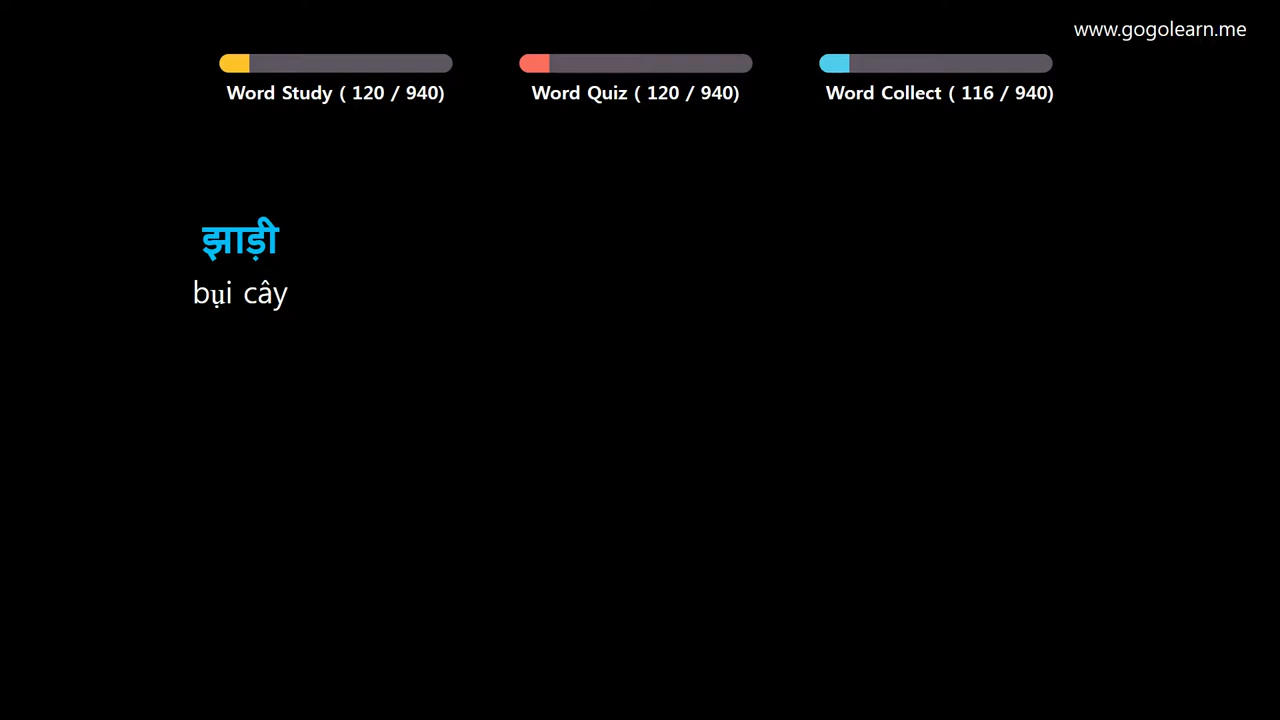 www.gogolearn.me
Word Study ( 120 / 940)
Word Quiz ( 120 / 940)
Word Collect ( 116 / 940)
झाड़ी
bụi cây